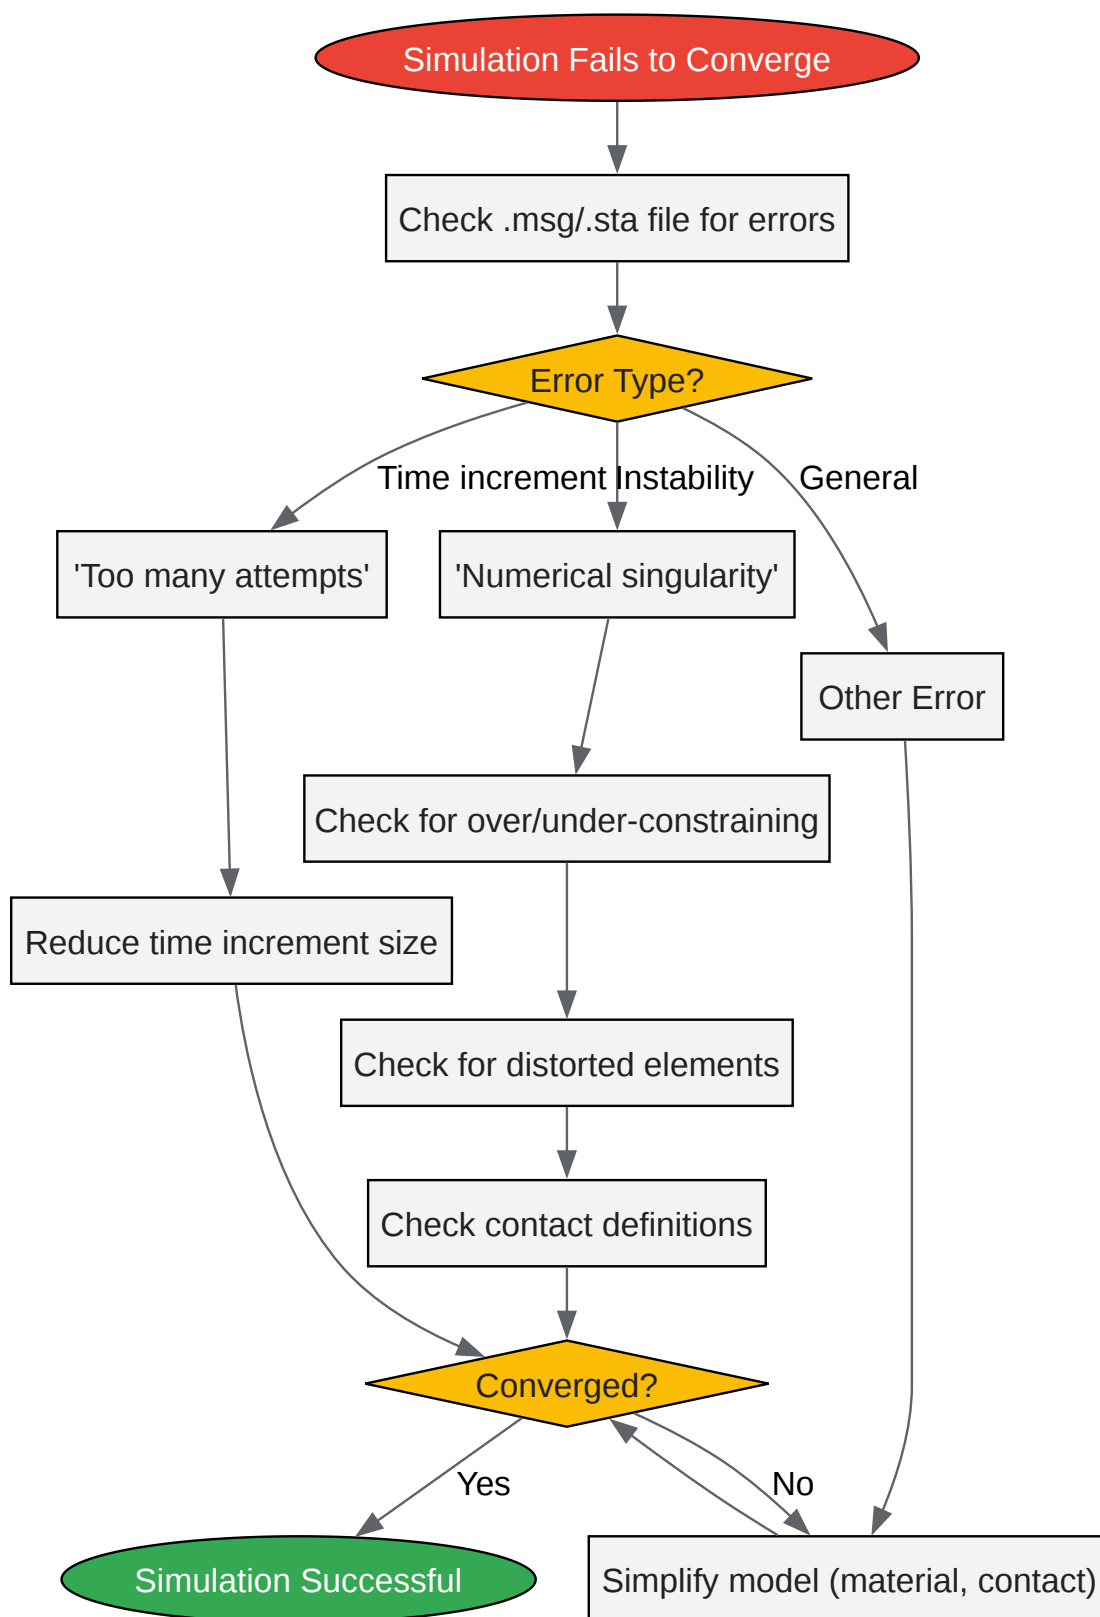 Simulation Fails to Converge
Check .msg/.sta file for errors
Error Type?
Time increment
Instability
General
'Too many attempts'
'Numerical singularity'
Other Error
Check for over/under-constraining
Reduce time increment size
Check for distorted elements
Check contact definitions
Converged?
Yes
No
Simulation Successful
Simplify model (material, contact)